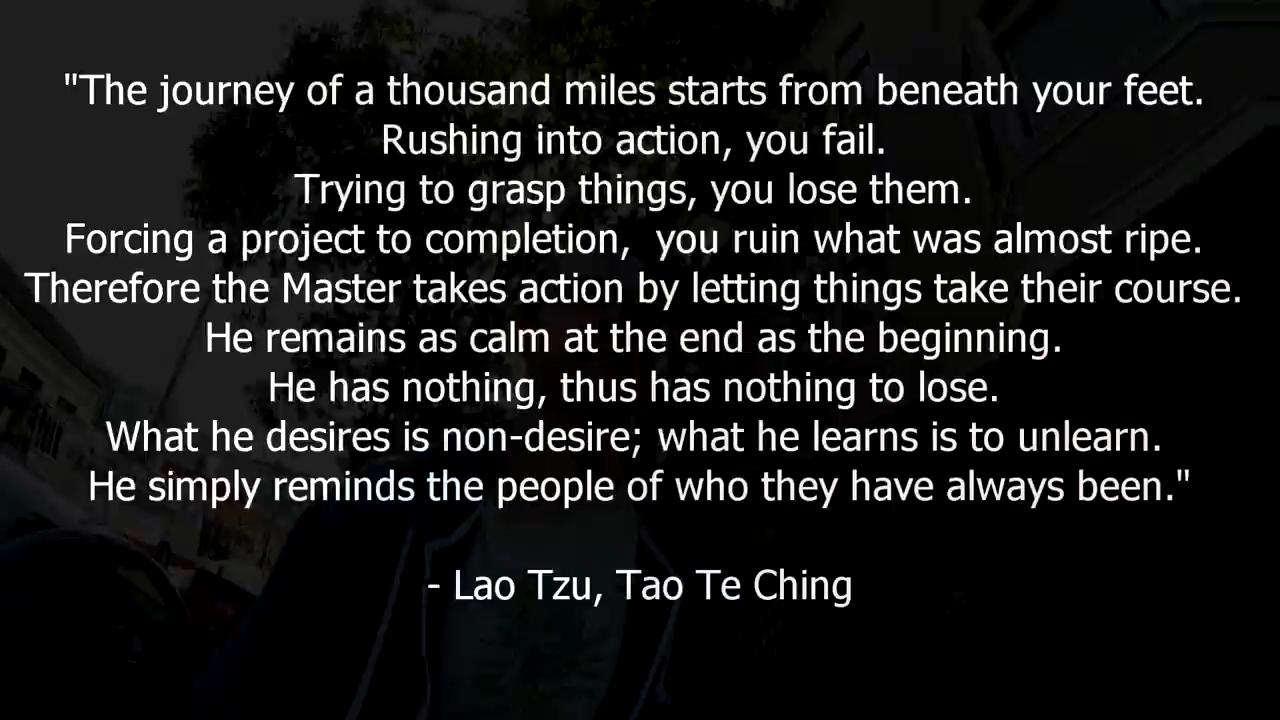 "The journey of a thousand miles starts from beneath your feet.
Rushing into action, you fail.
Trying to grasp things, you lose them.
Forcing a project to completion,  you ruin what was almost ripe.
Therefore the Master takes action by letting things take their course.
He remains as calm at the end as the beginning.
He has nothing, thus has nothing to lose.
What he desires is non-desire; what he learns is to unlearn.
He simply reminds the people of who they have always been."
- Lao Tzu, Tao Te Ching